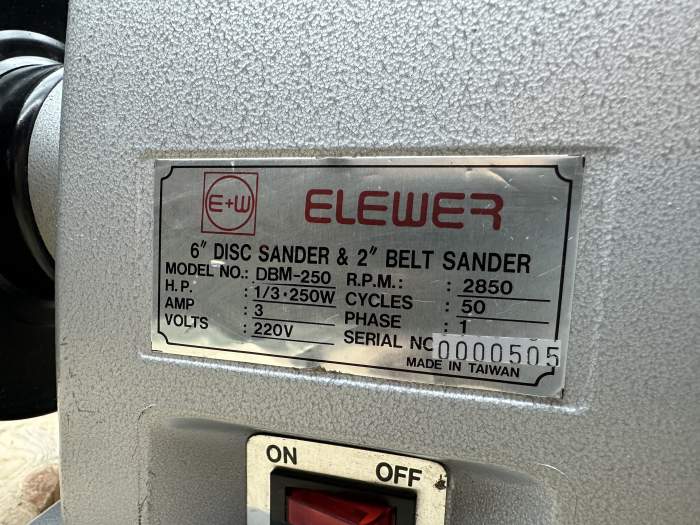 E+W ELEWER
6" DISC SANDER & 2" BELT SANDER
MODEL NO.: DBM-250 R.P.M.: : 2850
H.P. : 1/3·250W CYCLES : 50
AMP : 3 PHASE : 1
VOLTS : 220V SERIAL NO 0000505
MADE IN TAIWAN
ON OFF